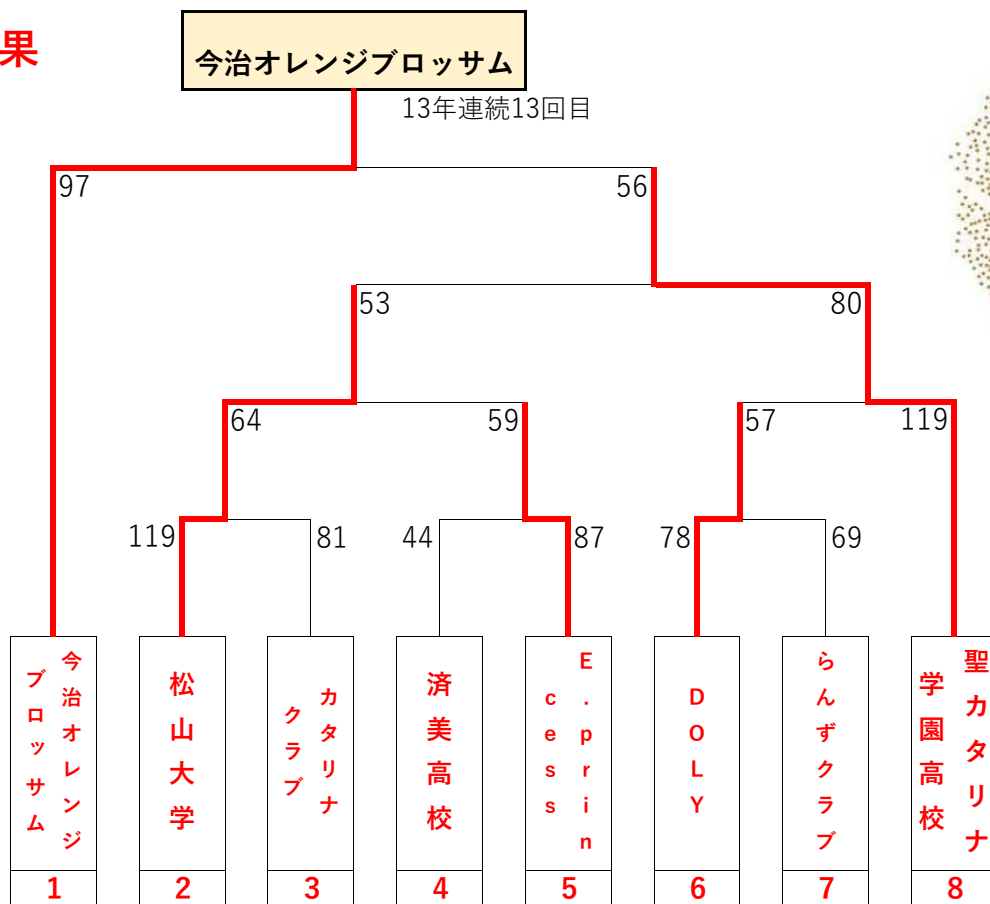 果
今治オレンジブロッサム
13年連続13回目
97
56
53
80
64
59
57
119
119
81
44
87
78
69
今治オレンジ
ブロッサム
松山大学
カタリナ
クラブ
済美高校
E.prin
cess
DOLY
らんずクラブ
聖カタリナ
学園高校
1
2
3
4
5
6
7
8